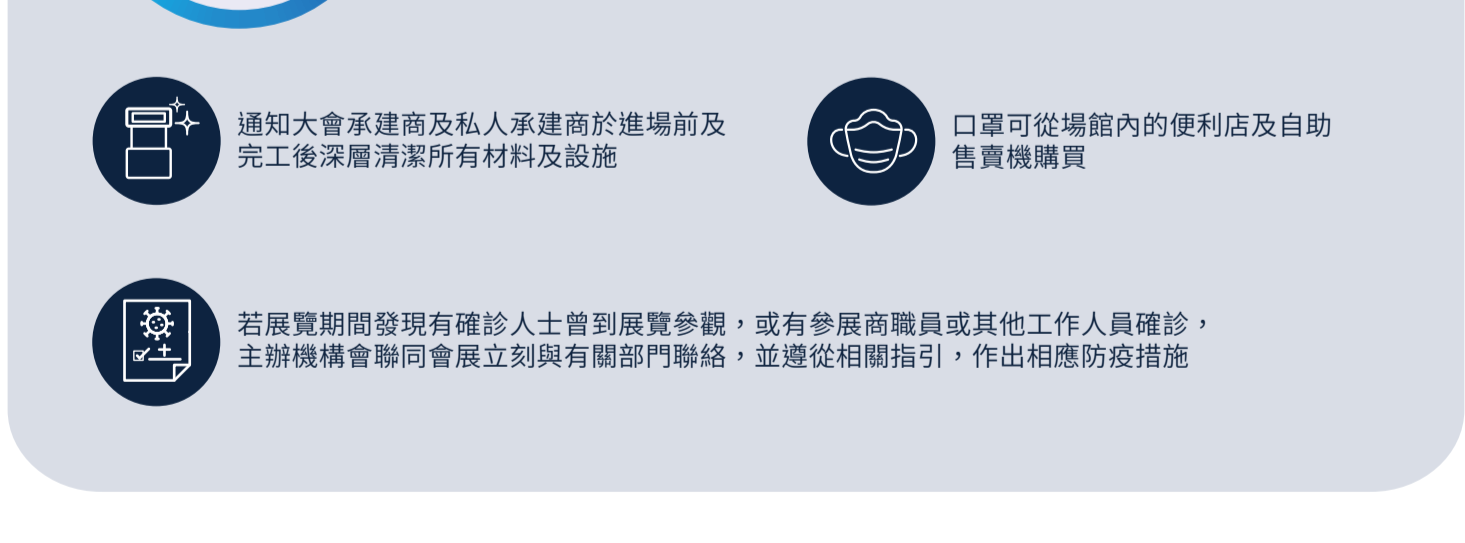 通知大會承建商及私人承建商於進場前及
完工後深層清潔所有材料及設施
口罩可從場館內的便利店及自助
售賣機購買
若展覽期間發現有確診人士曾到展覽參觀，或有參展商職員或其他工作人員確診，
主辦機構會聯同會展立刻與有關部門聯絡，並遵從相關指引，作出相應防疫措施